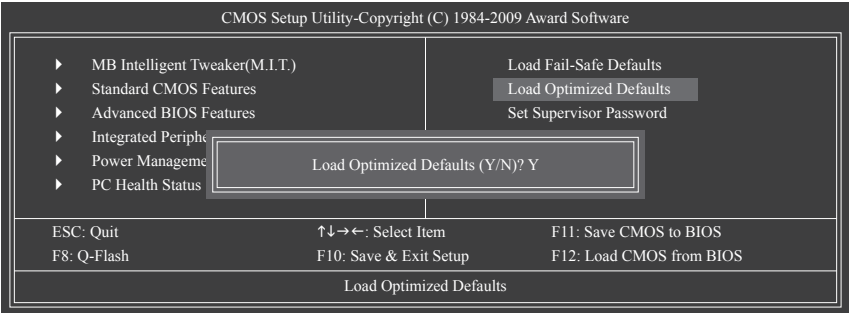 CMOS Setup Utility-Copyright (C) 1984-2009 Award Software
MB Intelligent Tweaker(M.I.T.)
Standard CMOS Features
Advanced BIOS Features
Integrated Periphe
Power Manageme
PC Health Status
Load Fail-Safe Defaults
Load Optimized Defaults
Set Supervisor Password
Load Optimized Defaults (Y/N)? Y
ESC: Quit
↑↓→←: Select Item
F11: Save CMOS to BIOS
F8: Q-Flash
F10: Save & Exit Setup
F12: Load CMOS from BIOS
Load Optimized Defaults